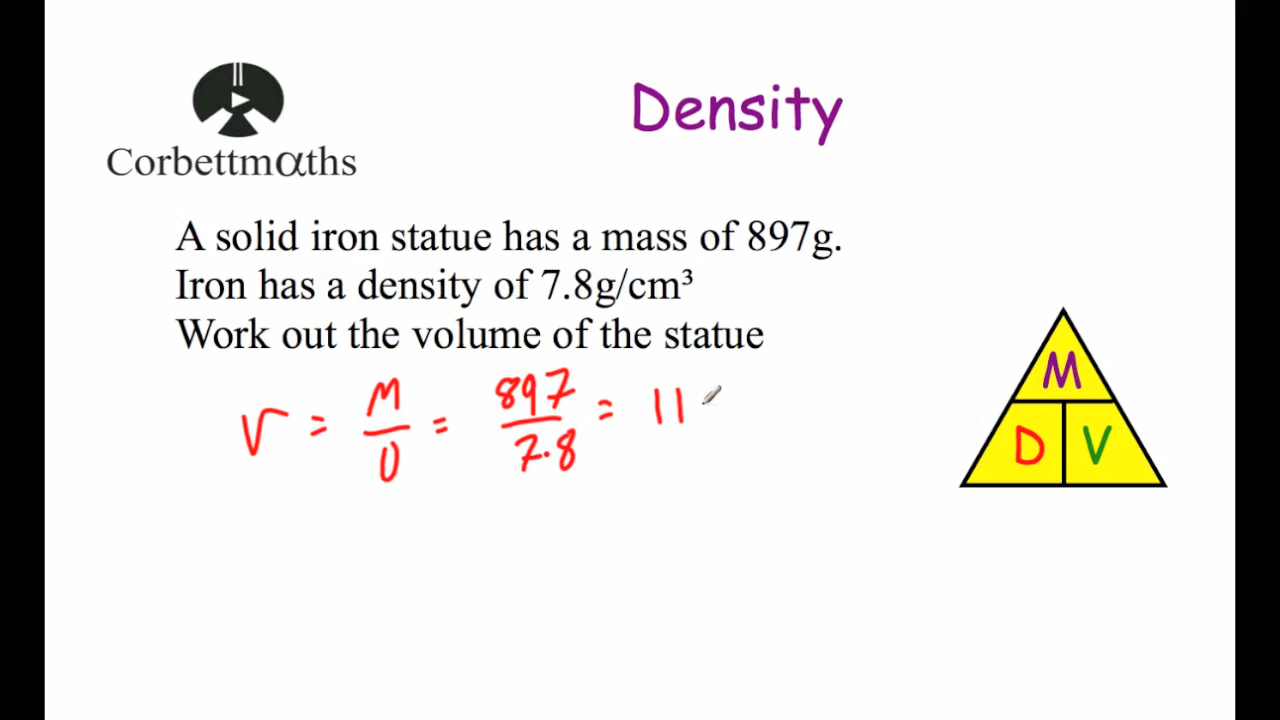 Corbettmαths
Density
A solid iron statue has a mass of 897g.
Iron has a density of 7.8g/cm³
Work out the volume of the statue
V = M/D = 897/7.8 = 11
M
D V